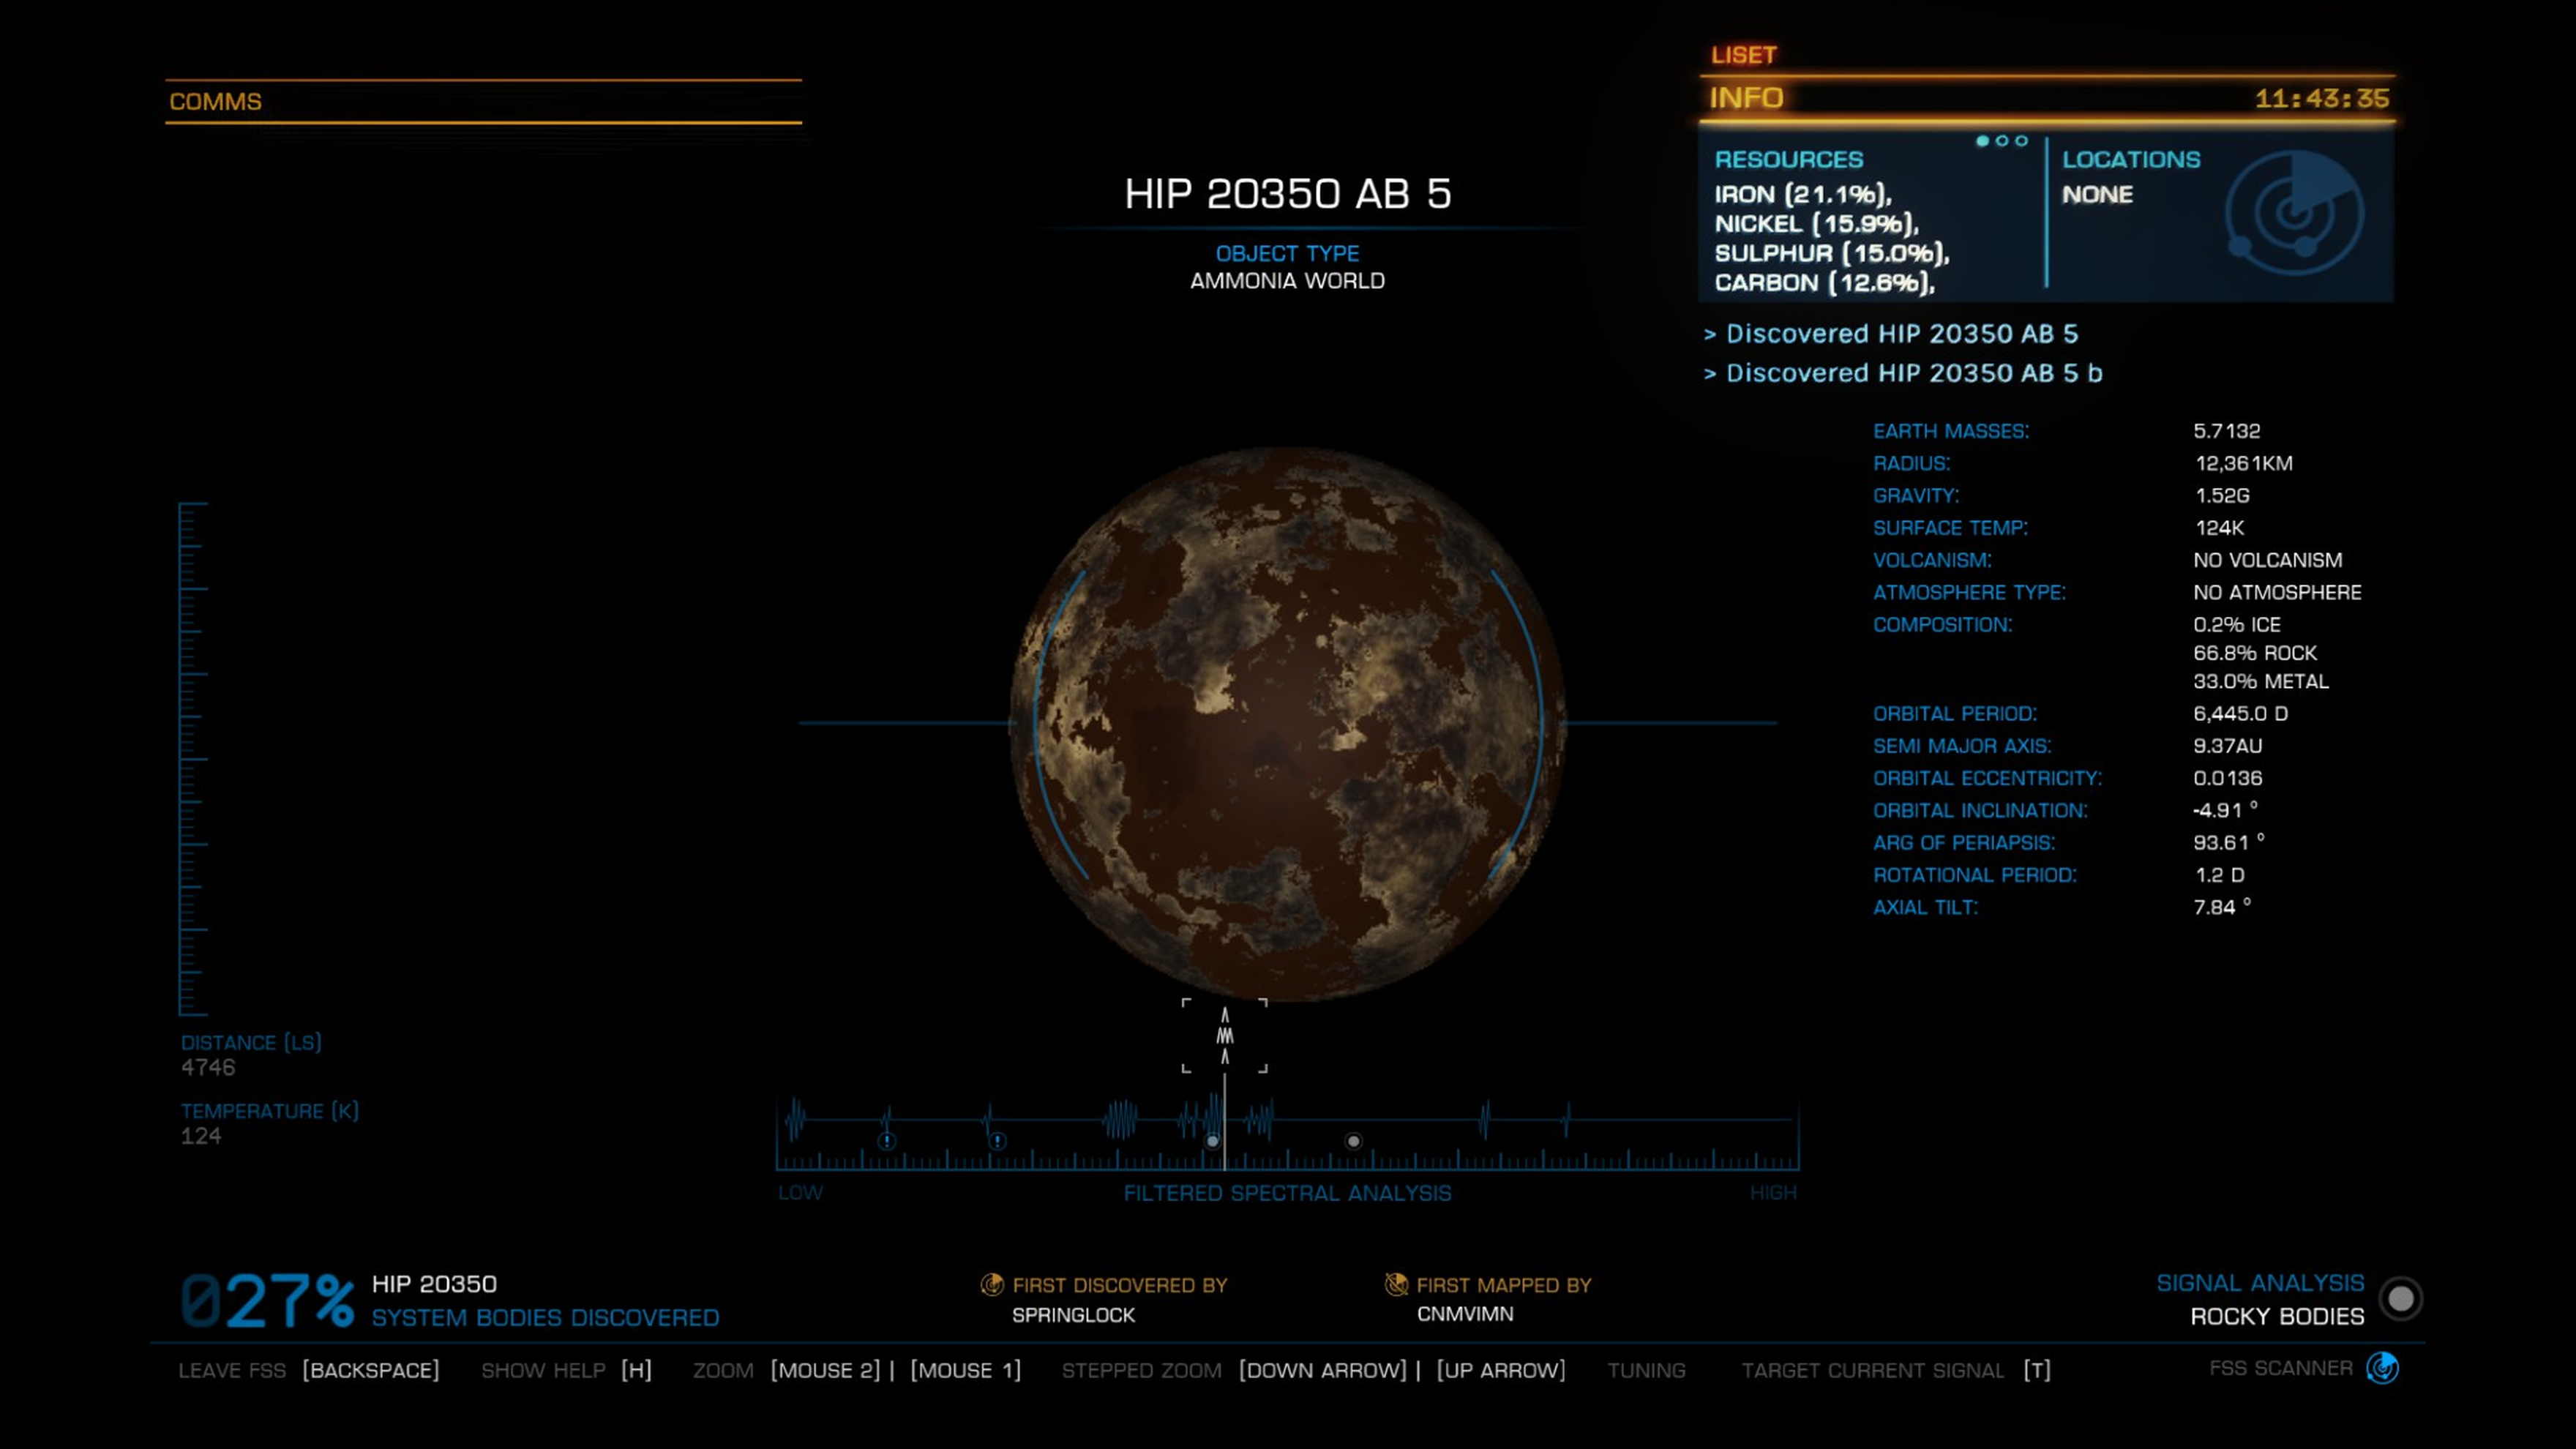 COMMS
LISET
INFO 11:43:35
RESOURCES
IRON (21.1%),
NICKEL (15.9%),
SULPHUR (15.0%),
CARBON (12.6%),
LOCATIONS
NONE
> Discovered HIP 20350 AB 5
> Discovered HIP 20350 AB 5 b
HIP 20350 AB 5
OBJECT TYPE
AMMONIA WORLD
EARTH MASSES: 5.7132
RADIUS: 12,361KM
GRAVITY: 1.52G
SURFACE TEMP: 124K
VOLCANISM: NO VOLCANISM
ATMOSPHERE TYPE: NO ATMOSPHERE
COMPOSITION: 0.2% ICE
66.8% ROCK
33.0% METAL
ORBITAL PERIOD: 6,445.0 D
SEMI MAJOR AXIS: 9.37AU
ORBITAL ECCENTRICITY: 0.0136
ORBITAL INCLINATION: -4.91 °
ARG OF PERIAPSIS: 93.61 °
ROTATIONAL PERIOD: 1.2 D
AXIAL TILT: 7.84 °
DISTANCE (LS)
4746
TEMPERATURE (K)
124
LOW FILTERED SPECTRAL ANALYSIS HIGH
027%
HIP 20350
SYSTEM BODIES DISCOVERED
FIRST DISCOVERED BY
SPRINGLOCK
FIRST MAPPED BY
CNMVIMN
SIGNAL ANALYSIS
ROCKY BODIES
LEAVE FSS [BACKSPACE] SHOW HELP [H] ZOOM [MOUSE 2] | [MOUSE 1] STEPPED ZOOM [DOWN ARROW] | [UP ARROW] TUNING TARGET CURRENT SIGNAL [T] FSS SCANNER